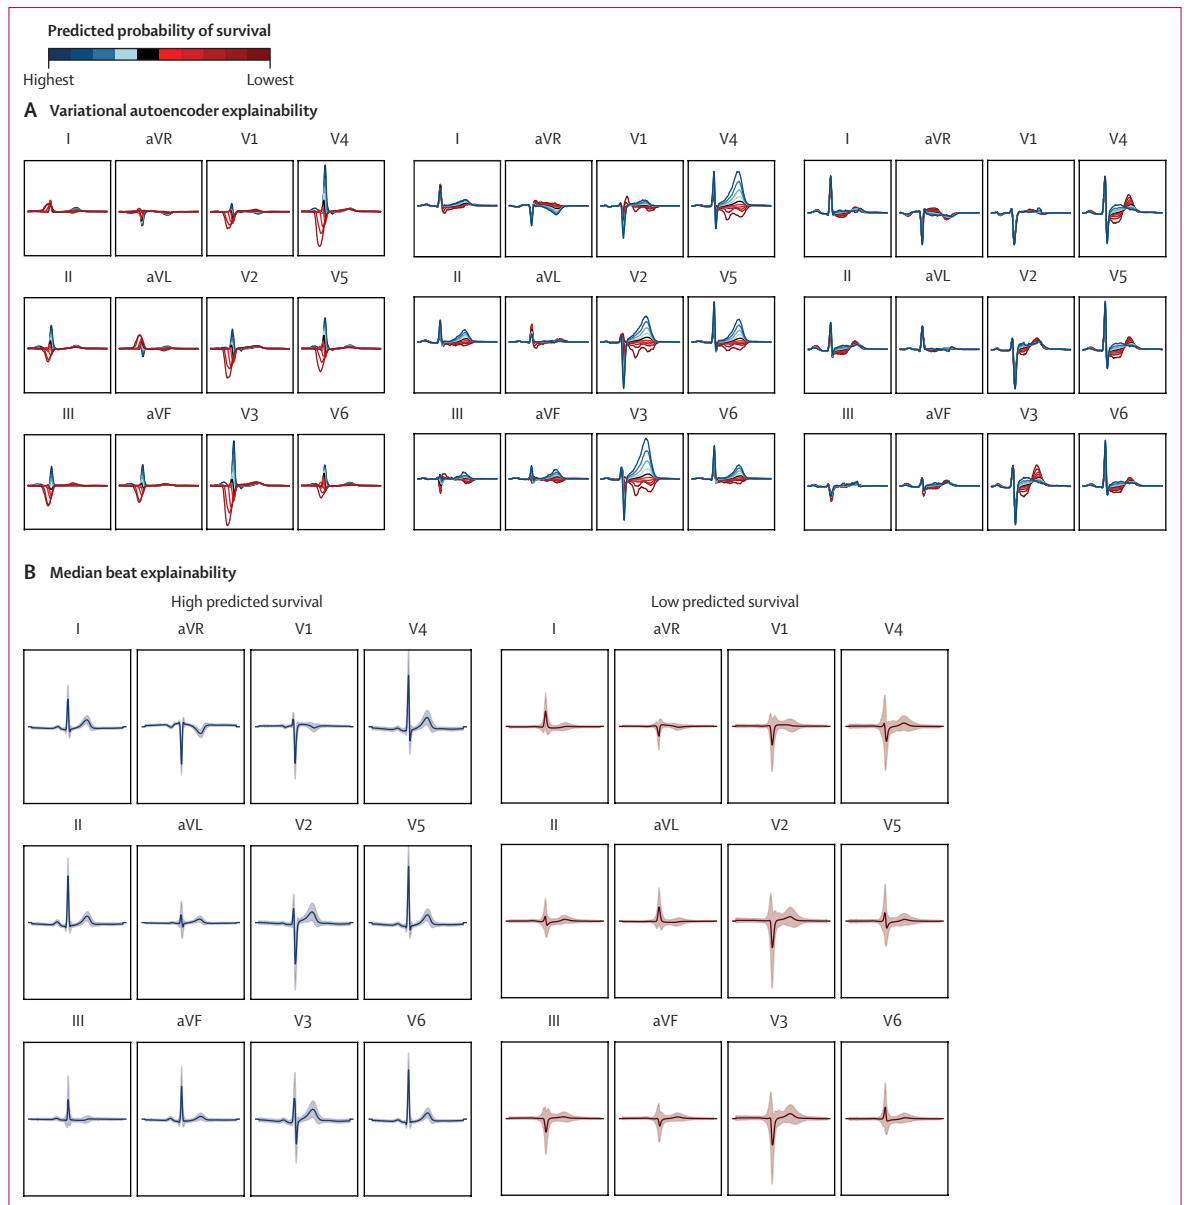 Predicted probability of survival
Highest Lowest
A Variational autoencoder explainability
I aVR V1 V4 I aVR V1 V4 I aVR V1 V4
II aVL V2 V5 II aVL V2 V5 II aVL V2 V5
III aVF V3 V6 III aVF V3 V6 III aVF V3 V6
B Median beat explainability
High predicted survival Low predicted survival
I aVR V1 V4 I aVR V1 V4
II aVL V2 V5 II aVL V2 V5
III aVF V3 V6 III aVF V3 V6